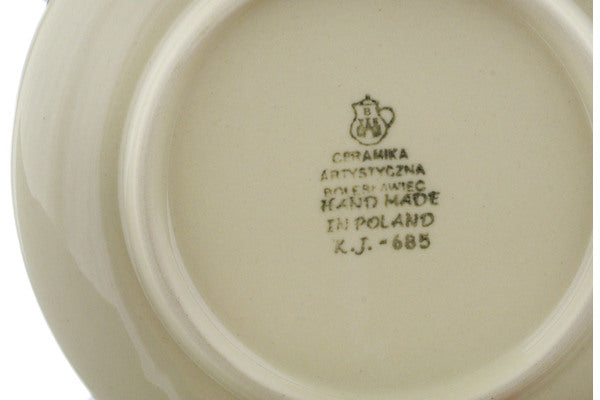 B
CERAMIKA
ARTYSTYCZNA
BOLESŁAWIEC
HAND MADE
IN POLAND
K.J.-685